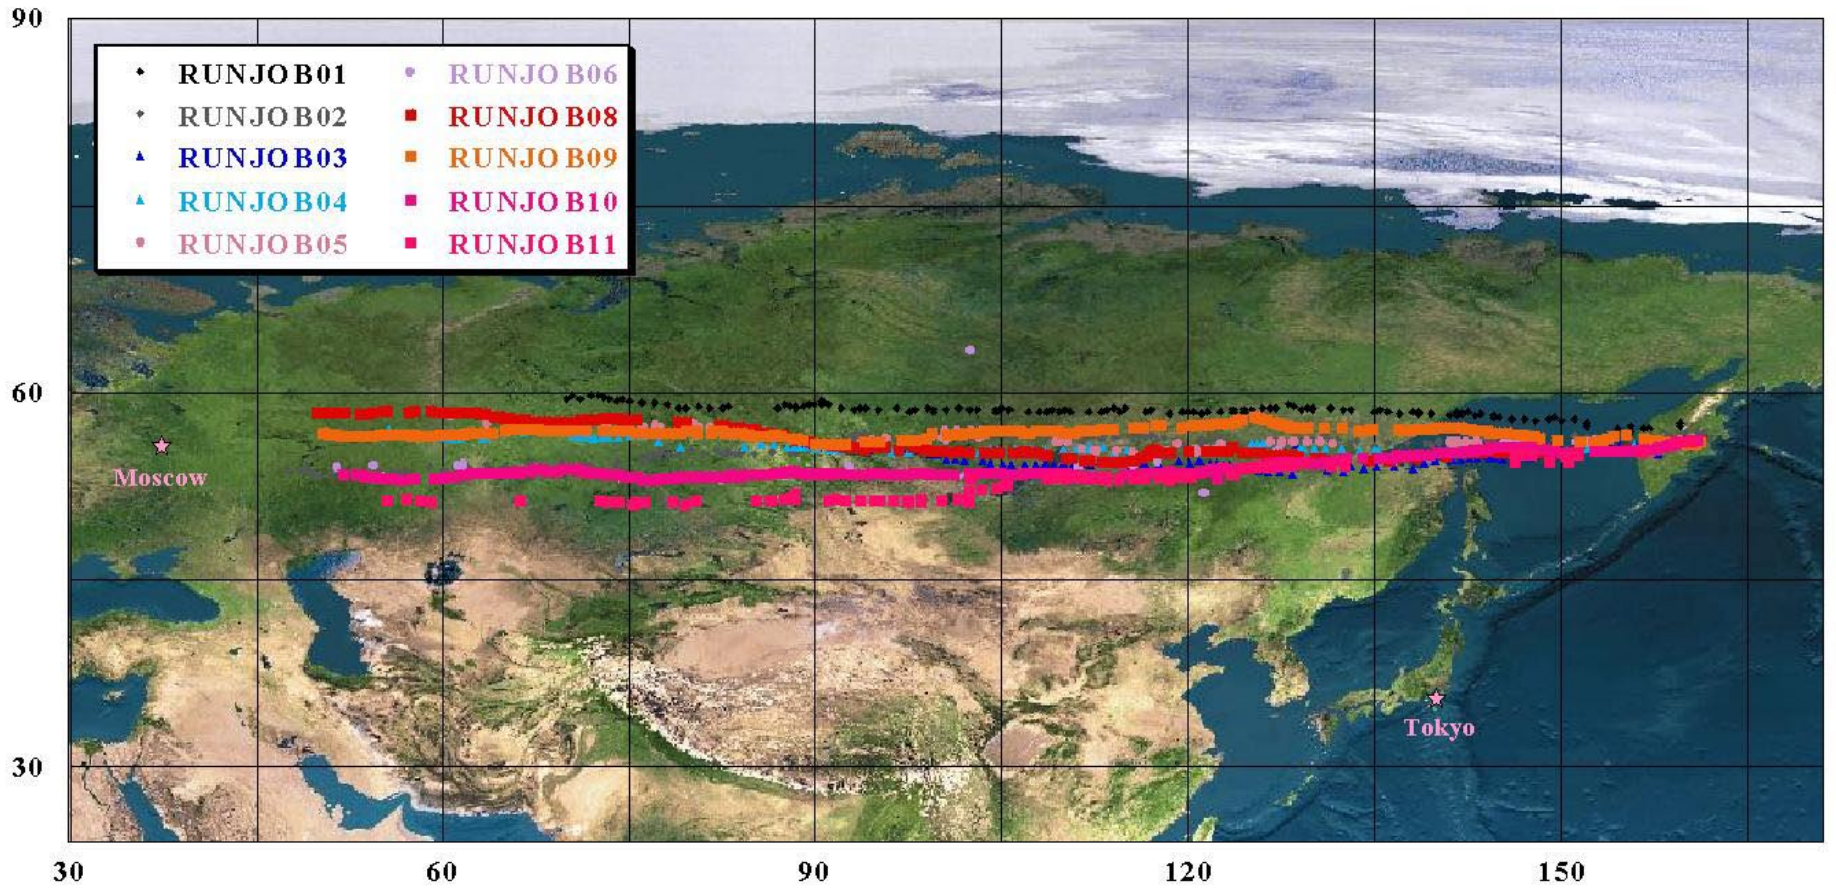 90
RUNJOB01 RUNJOB06
RUNJOB02 RUNJOB08
RUNJOB03 RUNJOB09
RUNJOB04 RUNJOB10
RUNJOB05 RUNJOB11
60
Moscow
Tokyo
30
30 60 90 120 150